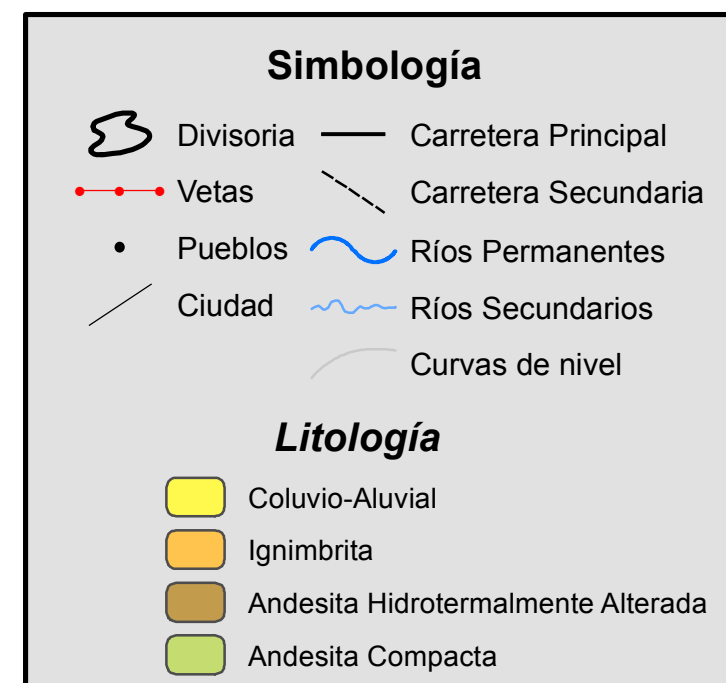 Simbología
Divisoria Carretera Principal
Vetas Carretera Secundaria
Pueblos Ríos Permanentes
Ciudad Ríos Secundarios
Curvas de nivel
Litología
Coluvio-Aluvial
Ignimbrita
Andesita Hidrotermalmente Alterada
Andesita Compacta